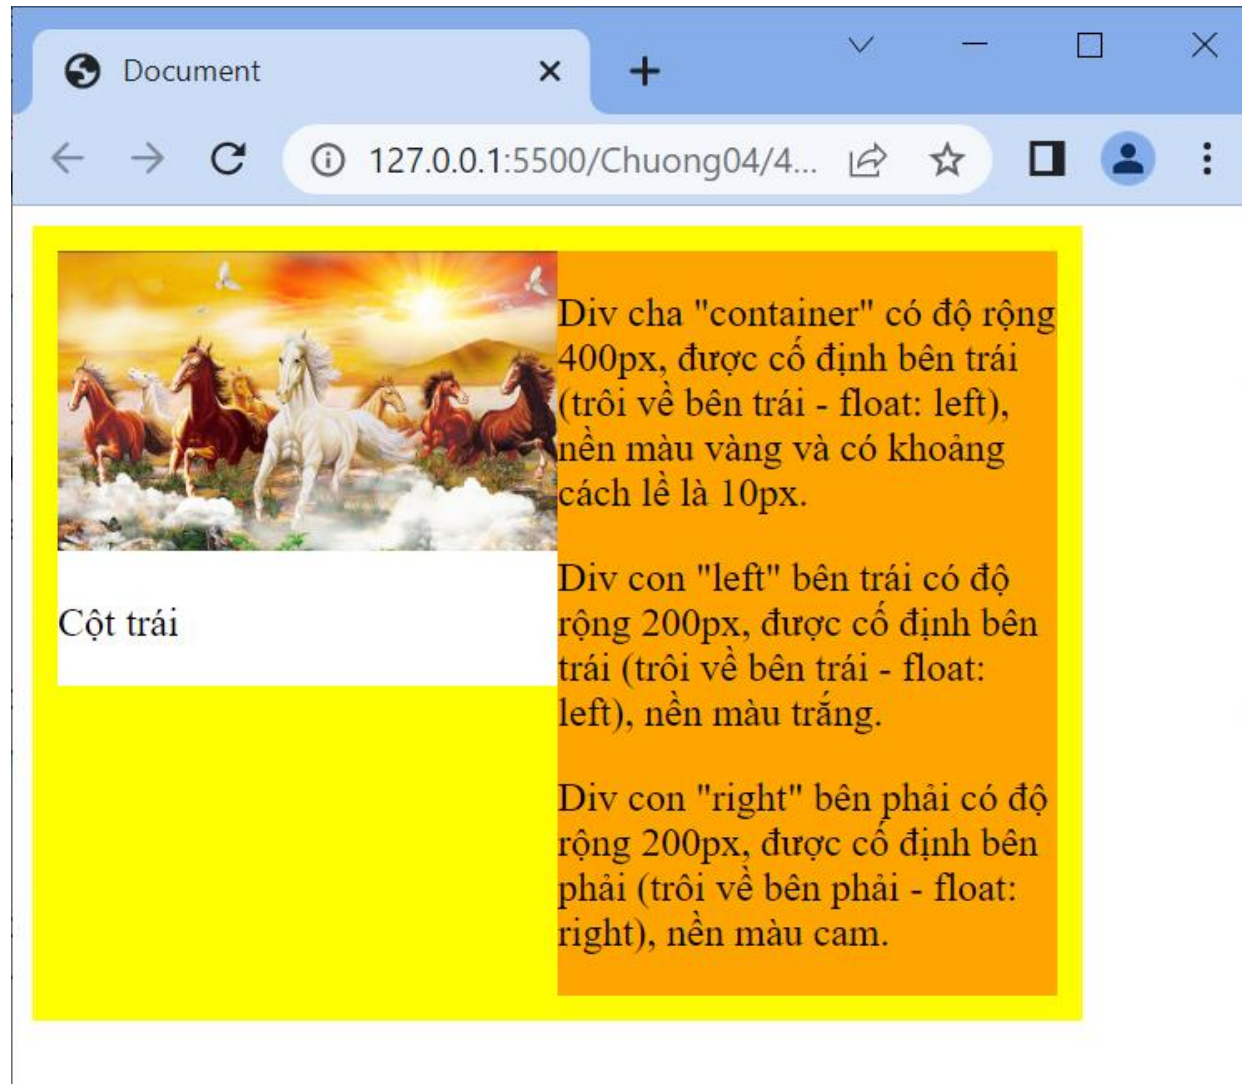 Document
127.0.0.1:5500/Chuong04/4...
Div cha "container" có độ rộng
400px, được cố định bên trái
(trôi về bên trái - float: left),
nền màu vàng và có khoảng
cách lề là 10px.
Div con "left" bên trái có độ
rộng 200px, được cố định bên
trái (trôi về bên trái - float:
left), nền màu trắng.
Div con "right" bên phải có độ
rộng 200px, được cố định bên
phải (trôi về bên phải - float:
right), nền màu cam.
Cột trái